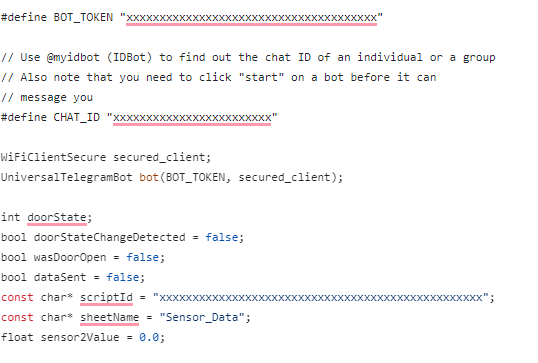 #define BOT_TOKEN "xxxxxxxxxxxxxxxxxxxxxxxxxxxxxxxxxxxxxx"
// Use @myidbot (IDBot) to find out the chat ID of an individual or a group
// Also note that you need to click "start" on a bot before it can
// message you
#define CHAT_ID "xxxxxxxxxxxxxxxxxxxxxxxx"
WiFiClientSecure secured_client;
UniversalTelegramBot bot(BOT_TOKEN, secured_client);
int doorState;
bool doorStateChangeDetected = false;
bool wasDoorOpen = false;
bool dataSent = false;
const char* scriptId = "xxxxxxxxxxxxxxxxxxxxxxxxxxxxxxxxxxxxxxxxxxxxxxxxx";
const char* sheetName = "Sensor_Data";
float sensor2Value = 0.0;